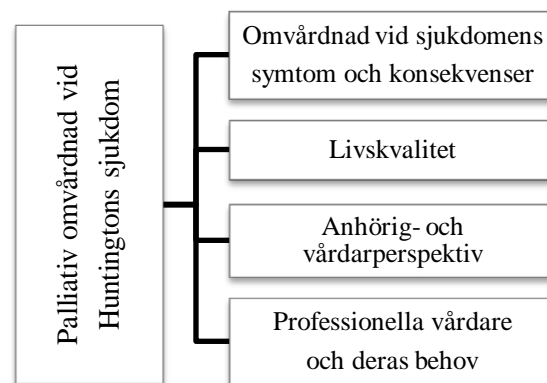 Palliativ omvårdnad vid
Huntingtons sjukdom
Omvårdnad vid sjukdomens
symtom och konsekvenser
Livskvalitet
Anhörig- och
vårdarperspektiv
Professionella vårdare
och deras behov